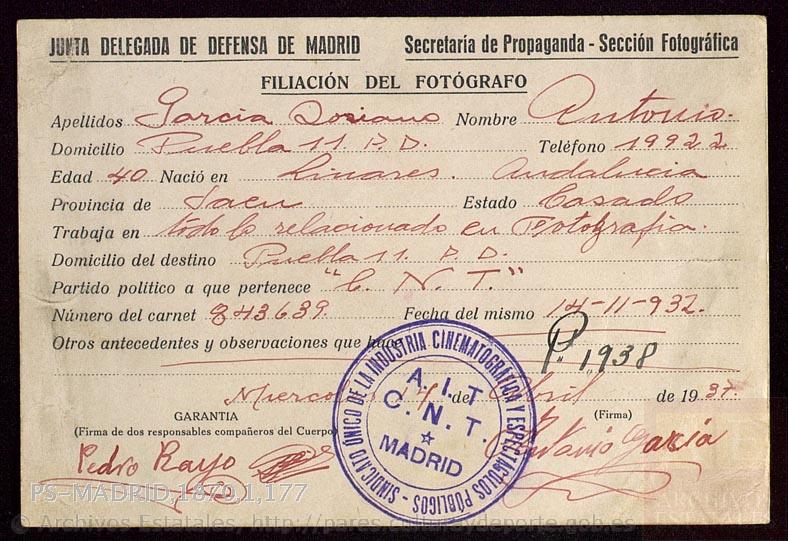 JUNTA DELEGADA DE DEFENSA DE MADRID Secretaría de Propaganda - Sección Fotográfica
FILIACIÓN DEL FOTÓGRAFO
Apellidos Garcia Soriano Nombre Antonio.
Domicilio Puebla 11 P. D. Teléfono 19922
Edad 40 Nació en Linares. Andalucia
Provincia de Jaen Estado Casado
Trabaja en todo lo relacionado en Fotografia.
Domicilio del destino Puebla 11. P. D.
Partido político a que pertenece "C. N. T."
Número del carnet 843639. Fecha del mismo 14-11-932.
Otros antecedentes y observaciones que hace
P. 1938
Miercoles 14 de Abril de 1937.
GARANTIA
(Firma de dos responsables compañeros del Cuerpo)
(Firma)
Pedro Rayo
Antonio Garcia
SINDICATO ÚNICO DE LA INDUSTRIA CINEMATOGRÁFICA Y ESPECTÁCULOS PÚBLICOS
A. I. T.
C. N. T.
MADRID
PS-MADRID,1870,1,177
© Archivos Estatales, http://pares.culturaydeporte.gob.es